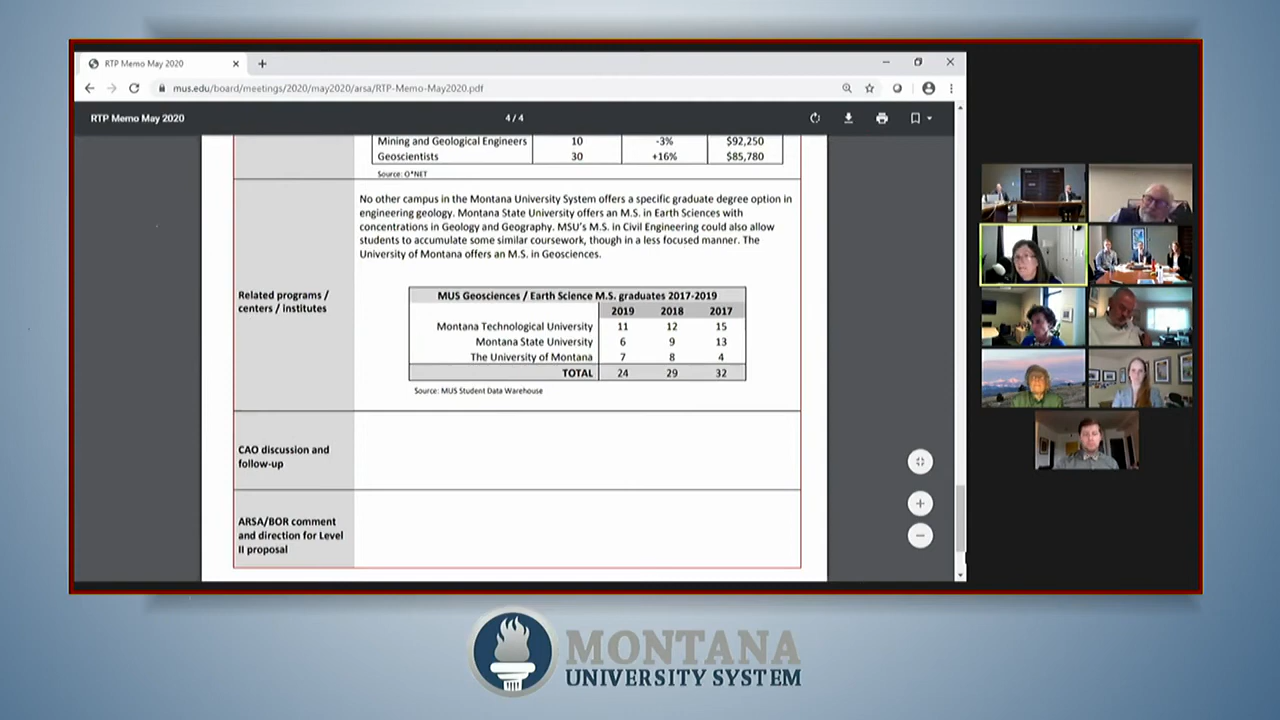 RTP Memo May 2020
mus.edu/board/meetings/2020/may2020/arsa/RTP-Memo-May2020.pdf
RTP Memo May 2020
4 / 4
Mining and Geological Engineers 10 -3% $92,250
Geoscientists 30 +16% $85,780
Source: O*NET
Related programs /
centers / institutes
No other campus in the Montana University System offers a specific graduate degree option in
engineering geology. Montana State University offers an M.S. in Earth Sciences with
concentrations in Geology and Geography. MSU's M.S. in Civil Engineering could also allow
students to accumulate some similar coursework, though in a less focused manner. The
University of Montana offers an M.S. in Geosciences.
MUS Geosciences / Earth Science M.S. graduates 2017-2019
2019 2018 2017
Montana Technological University 11 12 15
Montana State University 6 9 13
The University of Montana 7 8 4
TOTAL 24 29 32
Source: MUS Student Data Warehouse
CAO discussion and
follow-up
ARSA/BOR comment
and direction for Level
II proposal
MONTANA
UNIVERSITY SYSTEM